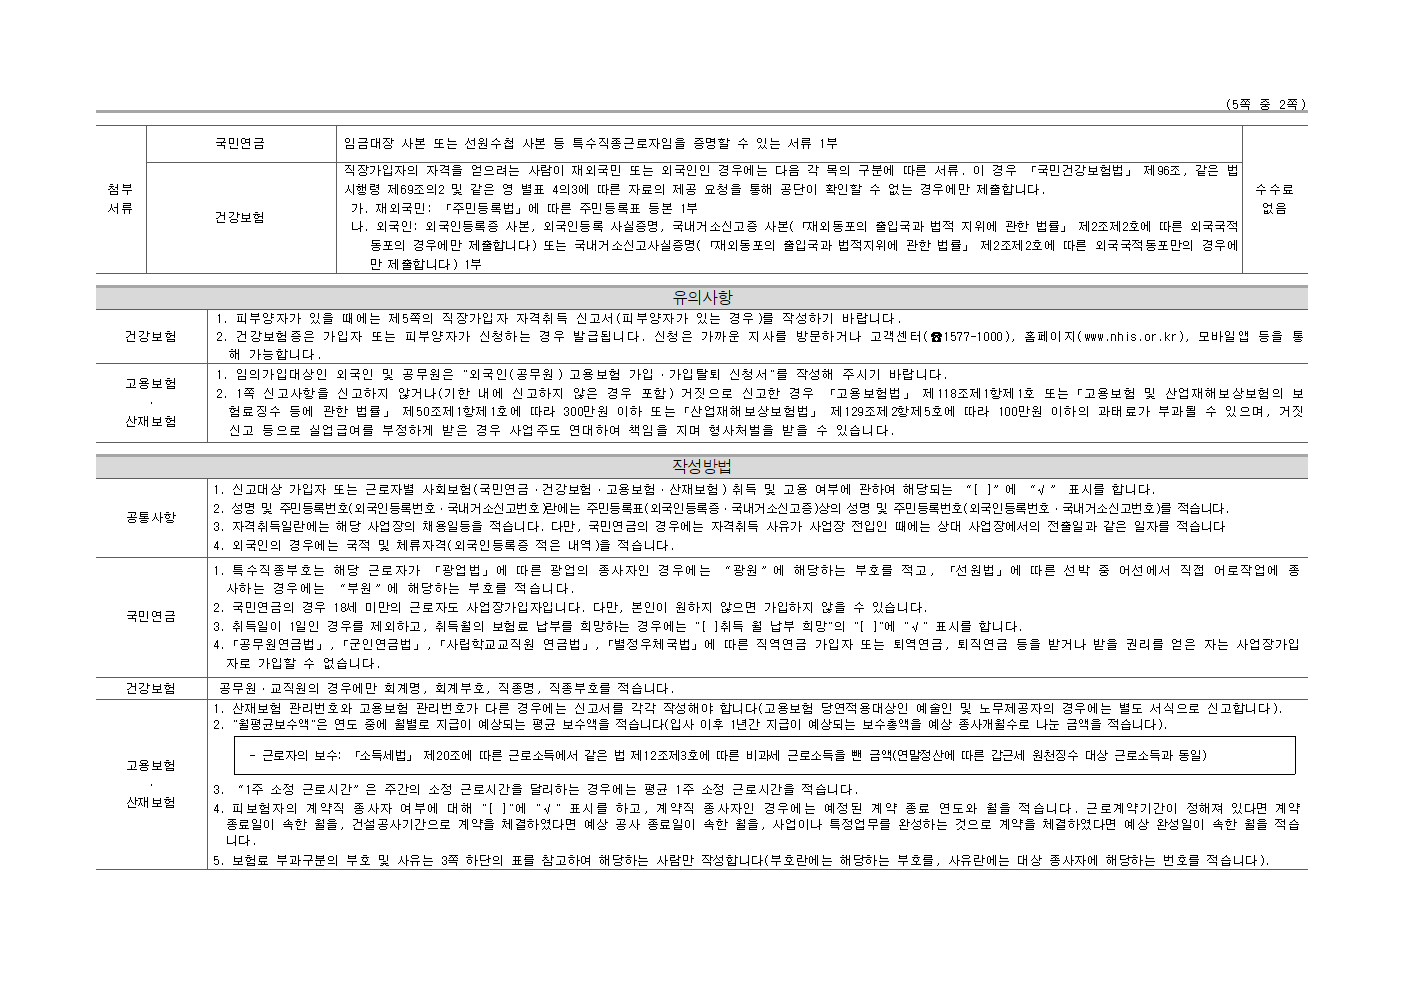 (5쪽 중 2쪽)
첨부
서류
국민연금
임금대장 사본 또는 선원수첩 사본 등 특수직종근로자임을 증명할 수 있는 서류 1부
수수료
없음
건강보험
직장가입자의 자격을 얻으려는 사람이 재외국민 또는 외국인인 경우에는 다음 각 목의 구분에 따른 서류. 이 경우 「국민건강보험법」 제96조, 같은 법
시행령 제69조의2 및 같은 영 별표 4의3에 따른 자료의 제공 요청을 통해 공단이 확인할 수 없는 경우에만 제출합니다.
가. 재외국민: 「주민등록법」에 따른 주민등록표 등본 1부
나. 외국인: 외국인등록증 사본, 외국인등록 사실증명, 국내거소신고증 사본(「재외동포의 출입국과 법적 지위에 관한 법률」 제2조제2호에 따른 외국국적
동포의 경우에만 제출합니다) 또는 국내거소신고사실증명(「재외동포의 출입국과 법적지위에 관한 법률」 제2조제2호에 따른 외국국적동포만의 경우에
만 제출합니다) 1부
유의사항
건강보험
1. 피부양자가 있을 때에는 제5쪽의 직장가입자 자격취득 신고서(피부양자가 있는 경우)를 작성하기 바랍니다.
2. 건강보험증은 가입자 또는 피부양자가 신청하는 경우 발급됩니다. 신청은 가까운 지사를 방문하거나 고객센터(☎1577-1000), 홈페이지(www.nhis.or.kr), 모바일앱 등을 통
해 가능합니다.
고용보험
·
산재보험
1. 임의가입대상인 외국인 및 공무원은 "외국인(공무원) 고용보험 가입·가입탈퇴 신청서"를 작성해 주시기 바랍니다.
2. 1쪽 신고사항을 신고하지 않거나(기한 내에 신고하지 않은 경우 포함) 거짓으로 신고한 경우 「고용보험법」 제118조제1항제1호 또는「고용보험 및 산업재해보상보험의 보
험료징수 등에 관한 법률」 제50조제1항제1호에 따라 300만원 이하 또는「산업재해보상보험법」 제129조제2항제5호에 따라 100만원 이하의 과태료가 부과될 수 있으며, 거짓
신고 등으로 실업급여를 부정하게 받은 경우 사업주도 연대하여 책임을 지며 형사처벌을 받을 수 있습니다.
작성방법
공통사항
1. 신고대상 가입자 또는 근로자별 사회보험(국민연금·건강보험·고용보험·산재보험) 취득 및 고용 여부에 관하여 해당되는 “[ ]”에 “√” 표시를 합니다.
2. 성명 및 주민등록번호(외국인등록번호·국내거소신고번호)란에는 주민등록표(외국인등록증·국내거소신고증)상의 성명 및 주민등록번호(외국인등록번호·국내거소신고번호)를 적습니다.
3. 자격취득일란에는 해당 사업장의 채용일등을 적습니다. 다만, 국민연금의 경우에는 자격취득 사유가 사업장 전입인 때에는 상대 사업장에서의 전출일과 같은 일자를 적습니다
4. 외국인의 경우에는 국적 및 체류자격(외국인등록증 적은 내역)을 적습니다.
국민연금
1. 특수직종부호는 해당 근로자가 「광업법」에 따른 광업의 종사자인 경우에는 “광원”에 해당하는 부호를 적고, 「선원법」에 따른 선박 중 어선에서 직접 어로작업에 종
사하는 경우에는 “부원”에 해당하는 부호를 적습니다.
2. 국민연금의 경우 18세 미만의 근로자도 사업장가입자입니다. 다만, 본인이 원하지 않으면 가입하지 않을 수 있습니다.
3. 취득일이 1일인 경우를 제외하고, 취득월의 보험료 납부를 희망하는 경우에는 "[ ]취득 월 납부 희망"의 "[ ]"에 "√" 표시를 합니다.
4.「공무원연금법」,「군인연금법」,「사립학교교직원 연금법」,「별정우체국법」에 따른 직역연금 가입자 또는 퇴역연금, 퇴직연금 등을 받거나 받을 권리를 얻은 자는 사업장가입
자로 가입할 수 없습니다.
건강보험
공무원·교직원의 경우에만 회계명, 회계부호, 직종명, 직종부호를 적습니다.
고용보험
·
산재보험
1. 산재보험 관리번호와 고용보험 관리번호가 다른 경우에는 신고서를 각각 작성해야 합니다(고용보험 당연적용대상인 예술인 및 노무제공자의 경우에는 별도 서식으로 신고합니다).
2. "월평균보수액"은 연도 중에 월별로 지급이 예상되는 평균 보수액을 적습니다(입사 이후 1년간 지급이 예상되는 보수총액을 예상 종사개월수로 나눈 금액을 적습니다).
- 근로자의 보수: 「소득세법」 제20조에 따른 근로소득에서 같은 법 제12조제3호에 따른 비과세 근로소득을 뺀 금액(연말정산에 따른 갑근세 원천징수 대상 근로소득과 동일)
3. “1주 소정 근로시간”은 주간의 소정 근로시간을 달리하는 경우에는 평균 1주 소정 근로시간을 적습니다.
4. 피보험자의 계약직 종사자 여부에 대해 "[ ]"에 "√" 표시를 하고, 계약직 종사자인 경우에는 예정된 계약 종료 연도와 월을 적습니다. 근로계약기간이 정해져 있다면 계약
종료일이 속한 월을, 건설공사기간으로 계약을 체결하였다면 예상 공사 종료일이 속한 월을, 사업이나 특정업무를 완성하는 것으로 계약을 체결하였다면 예상 완성일이 속한 월을 적습
니다.
5. 보험료 부과구분의 부호 및 사유는 3쪽 하단의 표를 참고하여 해당하는 사람만 작성합니다(부호란에는 해당하는 부호를, 사유란에는 대상 종사자에 해당하는 번호를 적습니다).